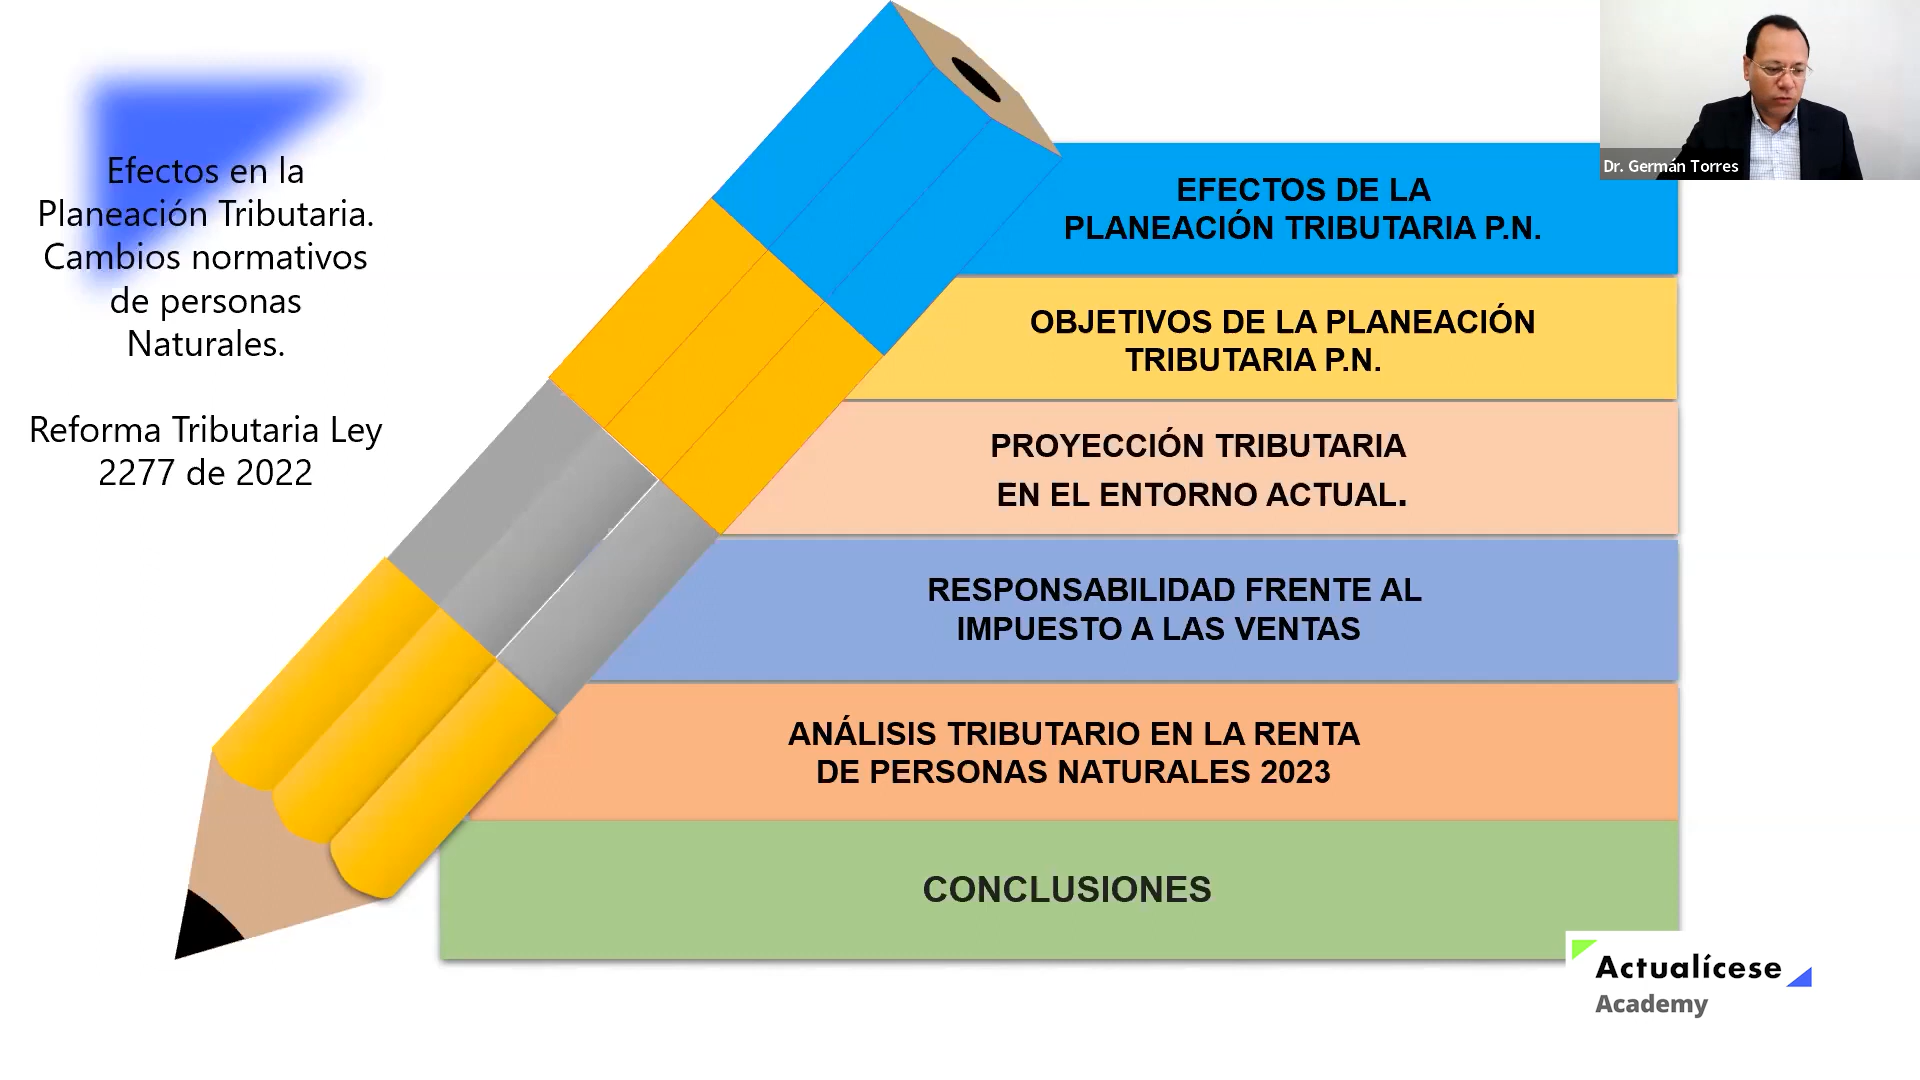 Efectos en la
Planeación Tributaria.
Cambios normativos
de personas
Naturales.
Reforma Tributaria Ley
2277 de 2022
Dr. Germán Torres
EFECTOS DE LA
PLANEACIÓN TRIBUTARIA P.N.
OBJETIVOS DE LA PLANEACIÓN
TRIBUTARIA P.N.
PROYECCIÓN TRIBUTARIA
EN EL ENTORNO ACTUAL.
RESPONSABILIDAD FRENTE AL
IMPUESTO A LAS VENTAS
ANÁLISIS TRIBUTARIO EN LA RENTA
DE PERSONAS NATURALES 2023
CONCLUSIONES
Actualícese
Academy